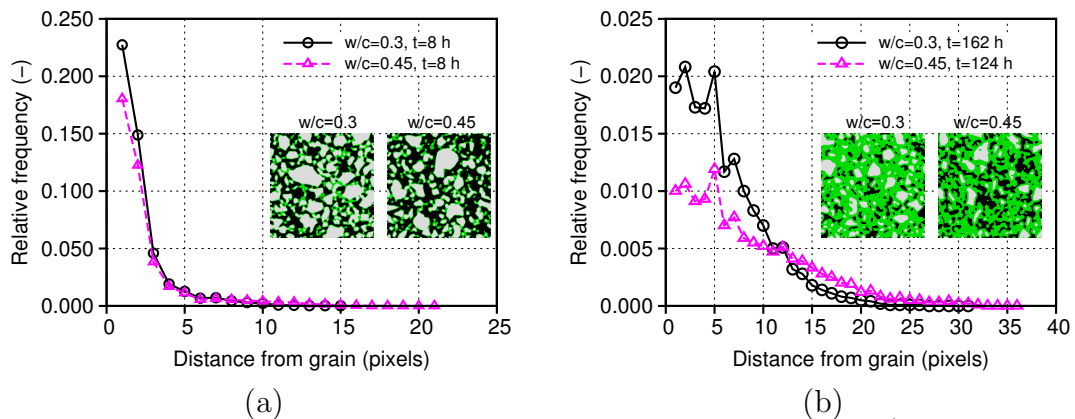 0.250
0.200
0.150
0.100
0.050
0.000
Relative frequency (−)
w/c=0.3, t=8 h
w/c=0.45, t=8 h
w/c=0.3
w/c=0.45
0
5
10
15
20
25
Distance from grain (pixels)
(a)
0.025
0.020
0.015
0.010
0.005
0.000
Relative frequency (−)
w/c=0.3, t=162 h
w/c=0.45, t=124 h
w/c=0.3
w/c=0.45
0
5
10
15
20
25
30
35
40
Distance from grain (pixels)
(b)